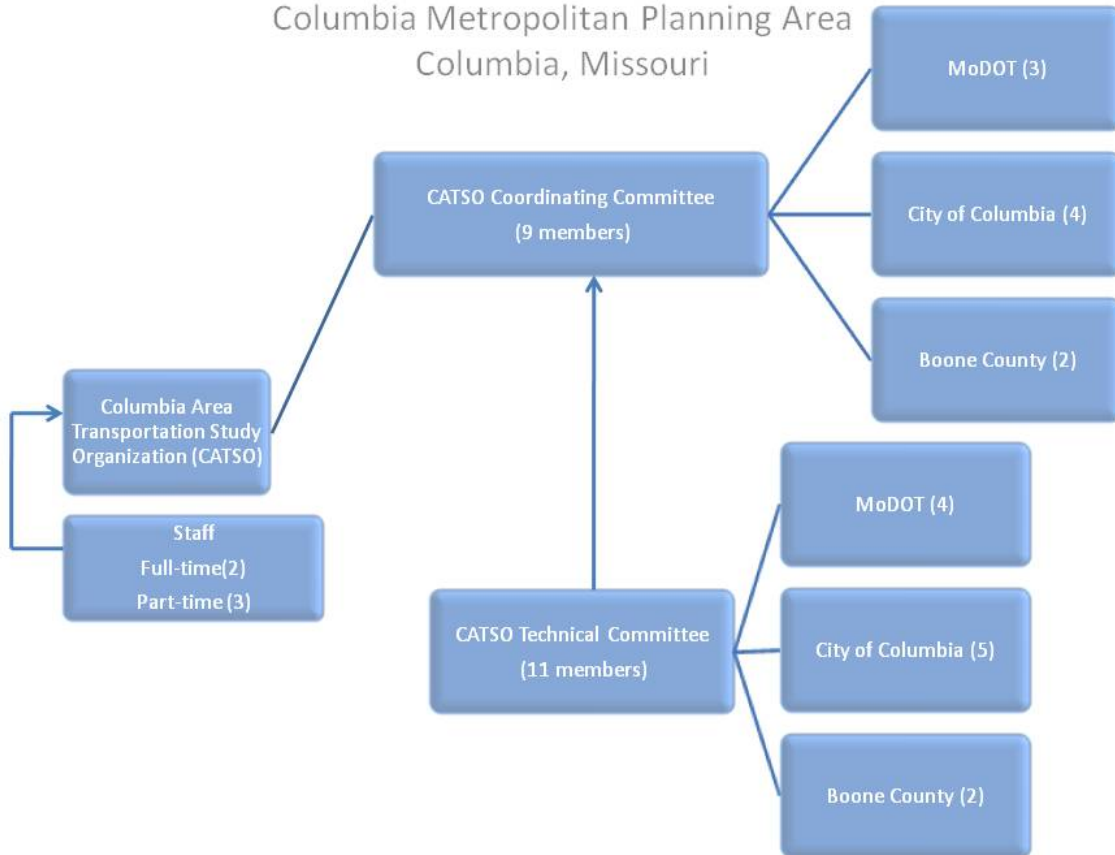 Columbia Metropolitan Planning Area
Columbia, Missouri
MoDOT (3)
CATSO Coordinating Committee
(9 members)
City of Columbia (4)
Boone County (2)
Columbia Area
Transportation Study
Organization (CATSO)
Staff
Full-time(2)
Part-time (3)
CATSO Technical Committee
(11 members)
MoDOT (4)
City of Columbia (5)
Boone County (2)